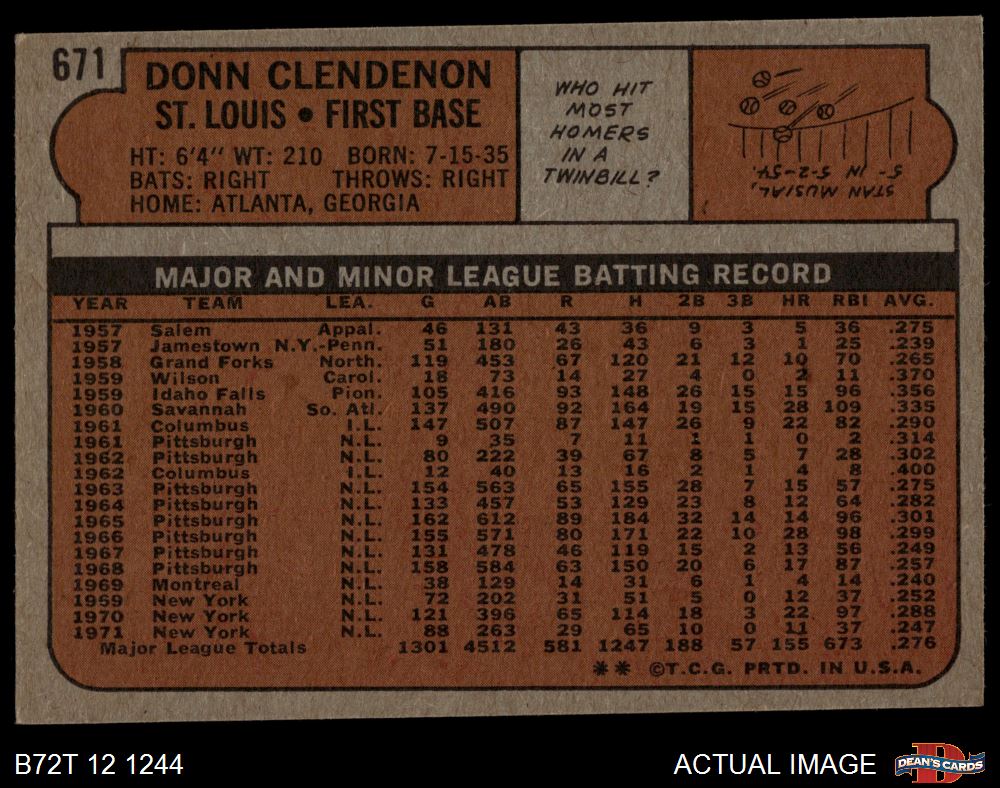 671
DONN CLENDENON
ST. LOUIS • FIRST BASE
HT: 6'4" WT: 210 BORN: 7-15-35
BATS: RIGHT THROWS: RIGHT
HOME: ATLANTA, GEORGIA
WHO HIT
MOST
HOMERS
IN A
TWINBILL?
STAN MUSIAL,
5- IN 5-2-54.
MAJOR AND MINOR LEAGUE BATTING RECORD
YEAR TEAM LEA. G AB R H 2B 3B HR RBI AVG.
1957 Salem Appal. 46 131 43 36 9 3 5 36 .275
1957 Jamestown N.Y.-Penn. 51 180 26 43 6 3 1 25 .239
1958 Grand Forks North. 119 453 67 120 21 12 10 70 .265
1959 Wilson Carol. 18 73 14 27 4 0 2 11 .370
1959 Idaho Falls Pion. 105 416 93 148 26 15 15 96 .356
1960 Savannah So. Atl. 137 490 92 164 19 15 28 109 .335
1961 Columbus I.L. 147 507 87 147 26 9 22 82 .290
1961 Pittsburgh N.L. 9 35 7 11 1 1 0 2 .314
1962 Pittsburgh N.L. 80 222 39 67 8 5 7 28 .302
1962 Columbus I.L. 12 40 13 16 2 1 4 8 .400
1963 Pittsburgh N.L. 154 563 65 155 28 7 15 57 .275
1964 Pittsburgh N.L. 133 457 53 129 23 8 12 64 .282
1965 Pittsburgh N.L. 162 612 89 184 32 14 14 96 .301
1966 Pittsburgh N.L. 155 571 80 171 22 10 28 98 .299
1967 Pittsburgh N.L. 131 478 46 119 15 2 13 56 .249
1968 Pittsburgh N.L. 158 584 63 150 20 6 17 87 .257
1969 Montreal N.L. 38 129 14 31 6 1 4 14 .240
1959 New York N.L. 72 202 31 51 5 0 12 37 .252
1970 New York N.L. 121 396 65 114 18 3 22 97 .288
1971 New York N.L. 88 263 29 65 10 0 11 37 .247
Major League Totals 1301 4512 581 1247 188 57 155 673 .276
** ©T.C.G. PRTD. IN U.S.A.
B72T 12 1244
ACTUAL IMAGE
D
DEAN'S CARDS